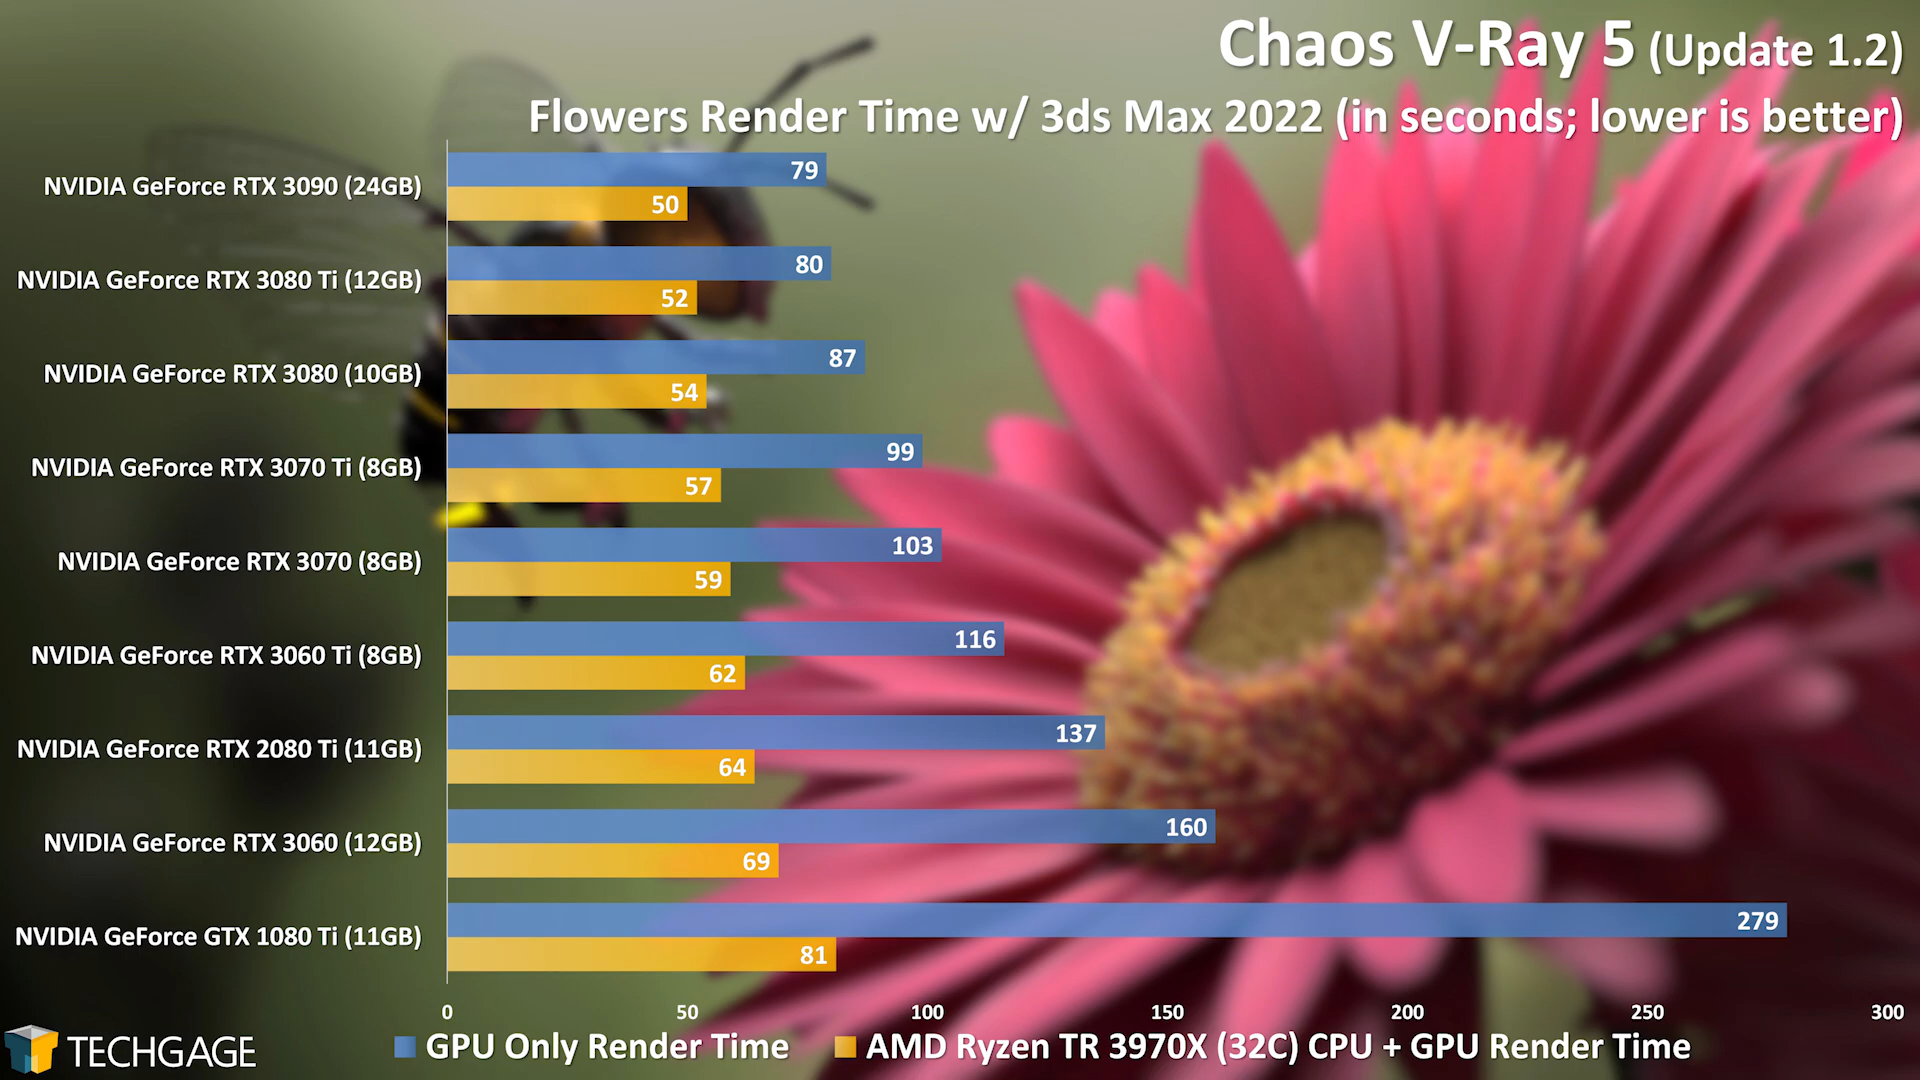 Chaos V-Ray 5 (Update 1.2)
Flowers Render Time w/ 3ds Max 2022 (in seconds; lower is better)
NVIDIA GeForce RTX 3090 (24GB)
79
50
NVIDIA GeForce RTX 3080 Ti (12GB)
80
52
NVIDIA GeForce RTX 3080 (10GB)
87
54
NVIDIA GeForce RTX 3070 Ti (8GB)
99
57
NVIDIA GeForce RTX 3070 (8GB)
103
59
NVIDIA GeForce RTX 3060 Ti (8GB)
116
62
NVIDIA GeForce RTX 2080 Ti (11GB)
137
64
NVIDIA GeForce RTX 3060 (12GB)
160
69
NVIDIA GeForce GTX 1080 Ti (11GB)
279
81
0 50 100 150 200 250 300
GPU Only Render Time
AMD Ryzen TR 3970X (32C) CPU + GPU Render Time
TECHGAGE